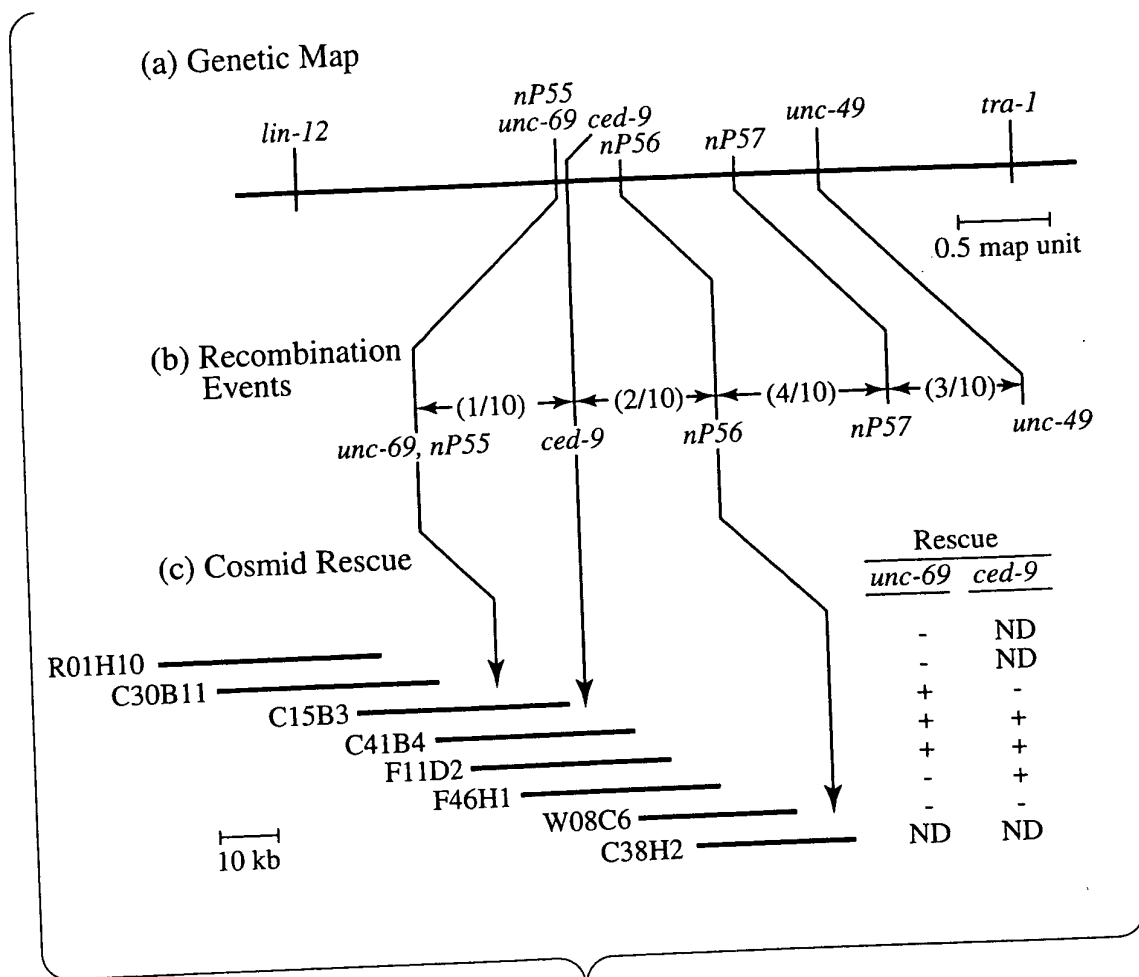 (a) Genetic Map
nP55
lin-12
unc-69 ced-9
nP56
nP57
unc-49
tra-1
0.5 map unit
(b) Recombination
Events
(1/10)
(2/10)
(4/10)
(3/10)
unc-69, nP55
ced-9
nP56
nP57
unc-49
(c) Cosmid Rescue
Rescue
unc-69 ced-9
- ND
- ND
+ -
+ +
+ +
- +
- -
ND ND
R01H10
C30B11
C15B3
C41B4
F11D2
F46H1
W08C6
C38H2
10 kb